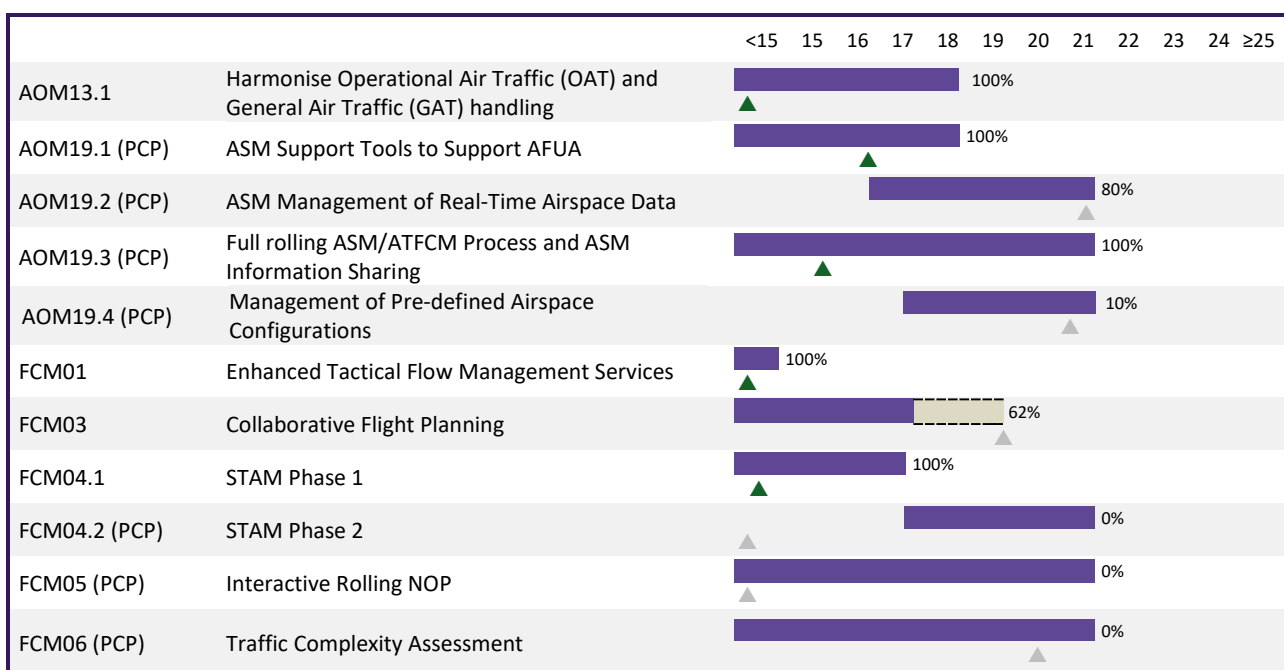 <15 15 16 17 18 19 20 21 22 23 24 ≥25
AOM13.1 Harmonise Operational Air Traffic (OAT) and
General Air Traffic (GAT) handling 100%
AOM19.1 (PCP) ASM Support Tools to Support AFUA 100%
AOM19.2 (PCP) ASM Management of Real-Time Airspace Data 80%
AOM19.3 (PCP) Full rolling ASM/ATFCM Process and ASM
Information Sharing 100%
AOM19.4 (PCP) Management of Pre-defined Airspace
Configurations 10%
FCM01 Enhanced Tactical Flow Management Services 100%
FCM03 Collaborative Flight Planning 62%
FCM04.1 STAM Phase 1 100%
FCM04.2 (PCP) STAM Phase 2 0%
FCM05 (PCP) Interactive Rolling NOP 0%
FCM06 (PCP) Traffic Complexity Assessment 0%